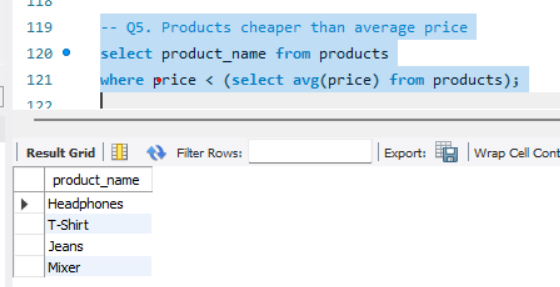 118
119 -- Q5. Products cheaper than average price
120 select product_name from products
121 where price < (select avg(price) from products);
122
Result Grid Filter Rows: Export: Wrap Cell Cont
product_name
Headphones
T-Shirt
Jeans
Mixer